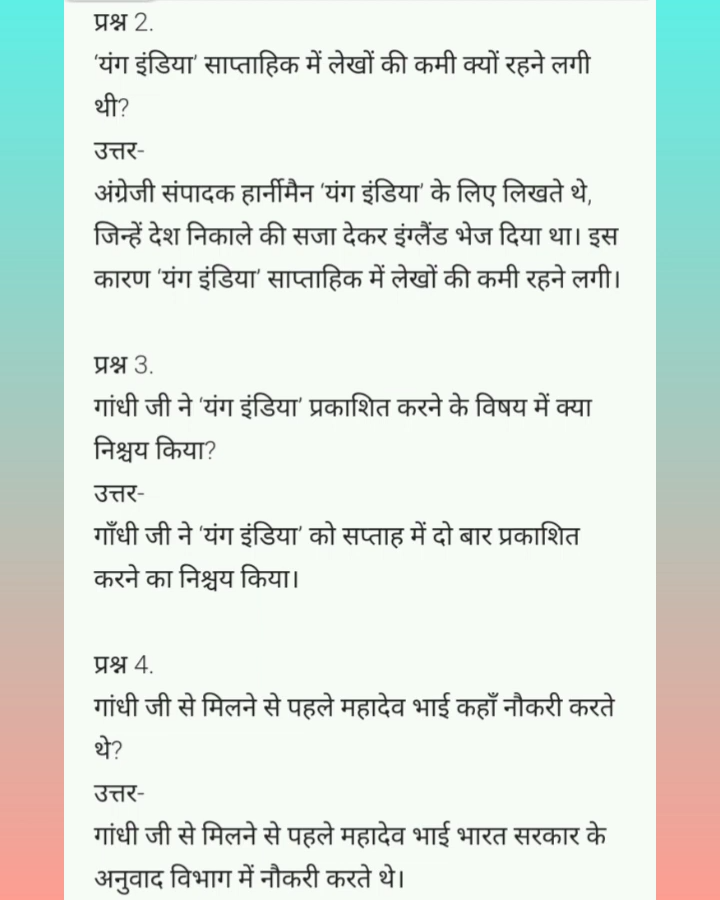 प्रश्न 2.
‘यंग इंडिया’ साप्ताहिक में लेखों की कमी क्यों रहने लगी
थी?
उत्तर-
अंग्रेजी संपादक हार्नीमैन ‘यंग इंडिया’ के लिए लिखते थे,
जिन्हें देश निकाले की सजा देकर इंग्लैंड भेज दिया था। इस
कारण ‘यंग इंडिया’ साप्ताहिक में लेखों की कमी रहने लगी।
प्रश्न 3.
गांधी जी ने ‘यंग इंडिया’ प्रकाशित करने के विषय में क्या
निश्चय किया?
उत्तर-
गाँधी जी ने ‘यंग इंडिया’ को सप्ताह में दो बार प्रकाशित
करने का निश्चय किया।
प्रश्न 4.
गांधी जी से मिलने से पहले महादेव भाई कहाँ नौकरी करते
थे?
उत्तर-
गांधी जी से मिलने से पहले महादेव भाई भारत सरकार के
अनुवाद विभाग में नौकरी करते थे।